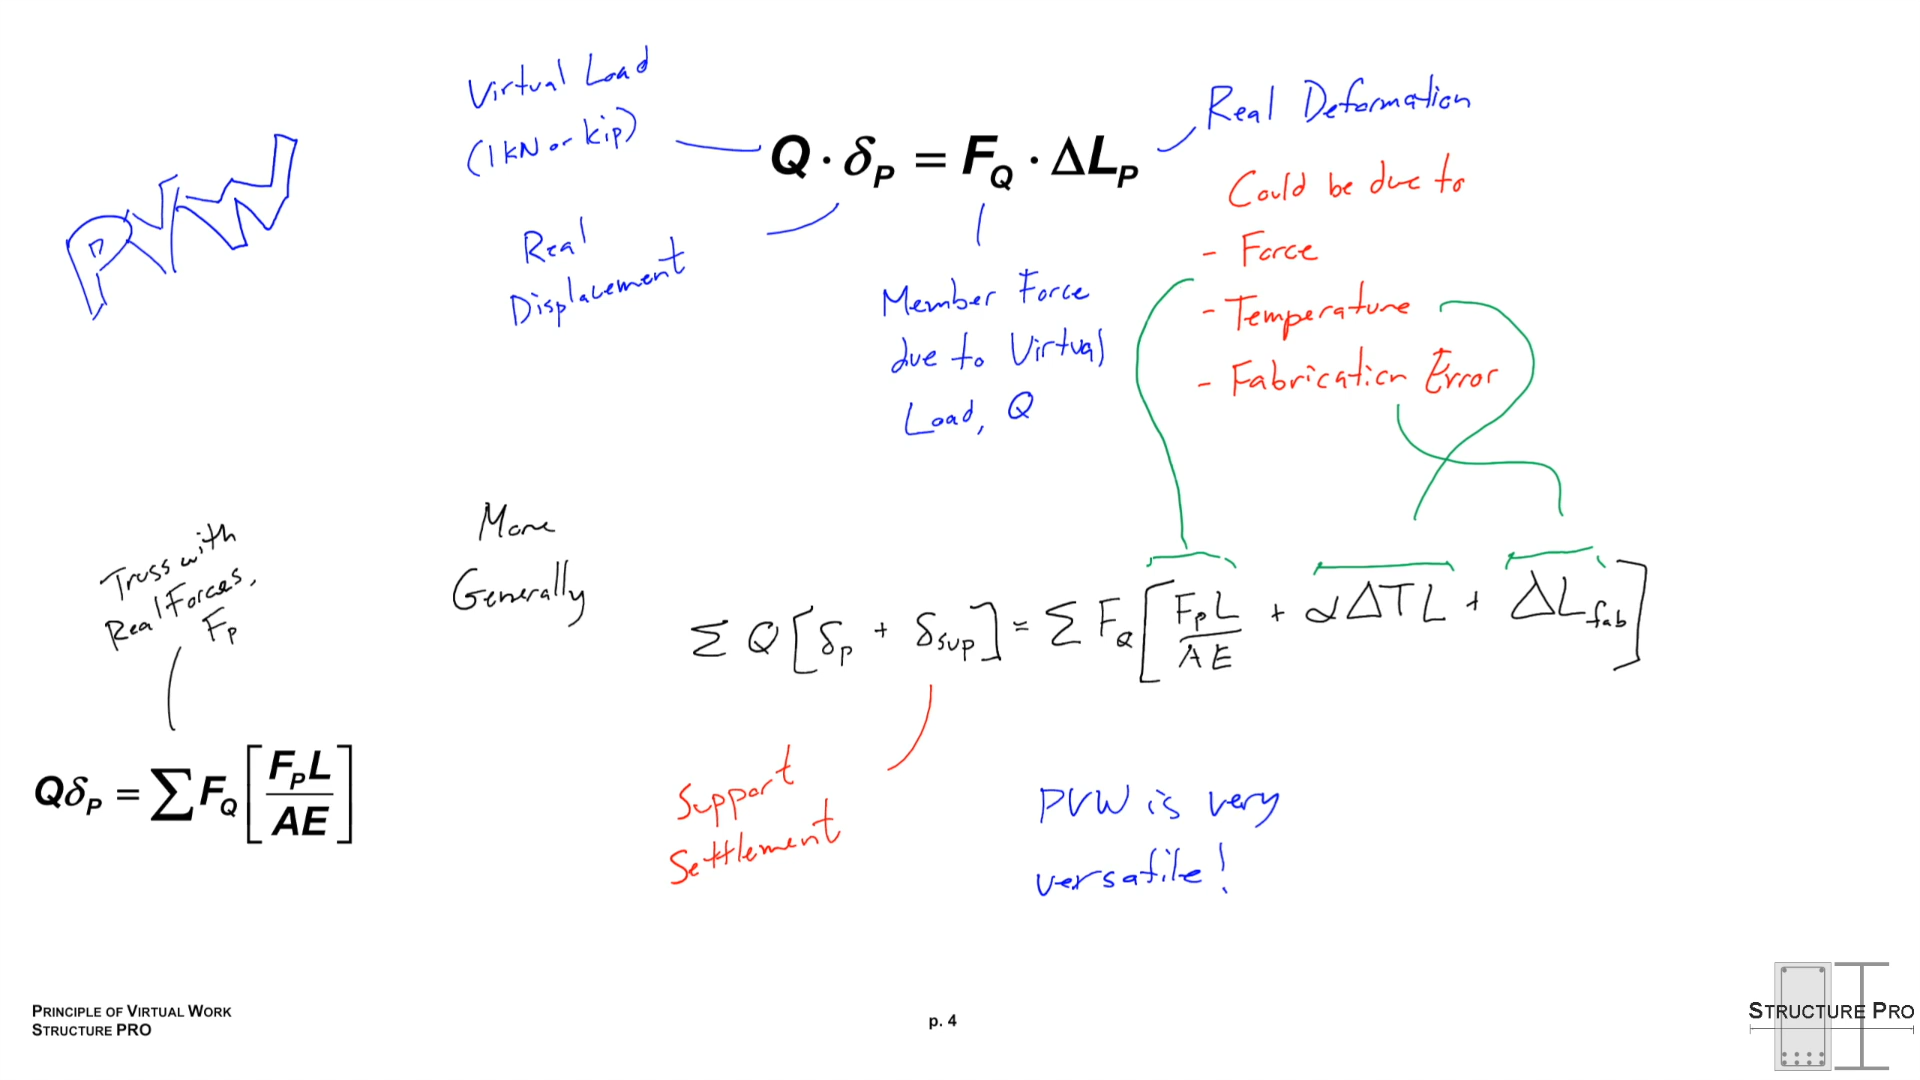 PVW
Virtual Load
(1 kN or kip)
Q · δP = FQ · ΔLP
Real Deformation
Real
Displacement
Member Force
due to Virtual
Load, Q
Could be due to
- Force
- Temperature
- Fabrication Error
Truss with
Real Forces,
FP
QδP = ∑FQ[FPL/AE]
More
Generally
∑ Q [δP + δsup] = ∑ FQ [FPL/AE + αΔTL + ΔLfab]
Support
Settlement
PVW is very
versatile!
PRINCIPLE OF VIRTUAL WORK
STRUCTURE PRO
p. 4
STRUCTURE PRO